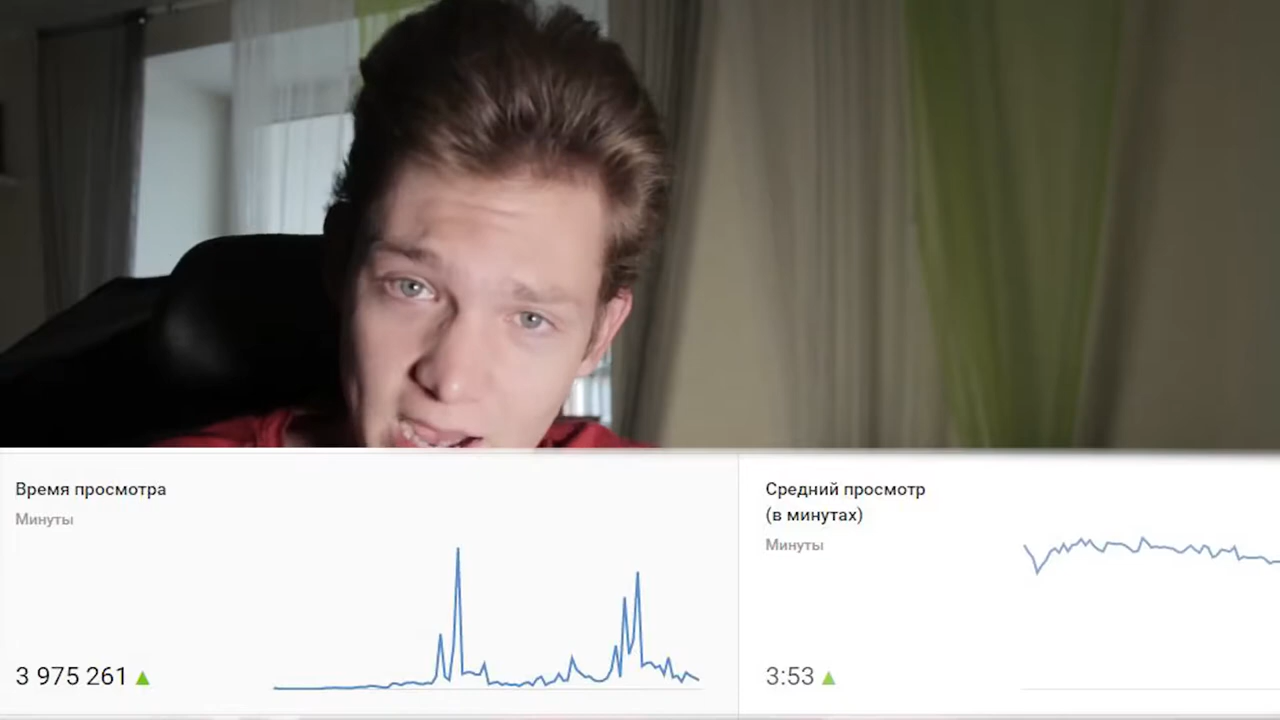 Время просмотра
Минуты
3 975 261
Средний просмотр
(в минутах)
Минуты
3:53